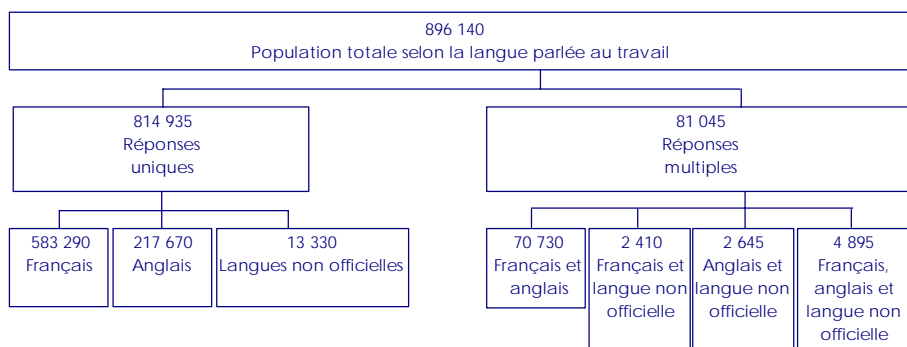 896 140
Population totale selon la langue parlée au travail
814 935
Réponses
uniques
81 045
Réponses
multiples
583 290
Français
217 670
Anglais
13 330
Langues non officielles
70 730
Français et
anglais
2 410
Français et
langue non
officielle
2 645
Anglais et
langue non
officielle
4 895
Français,
anglais et
langue non
officielle